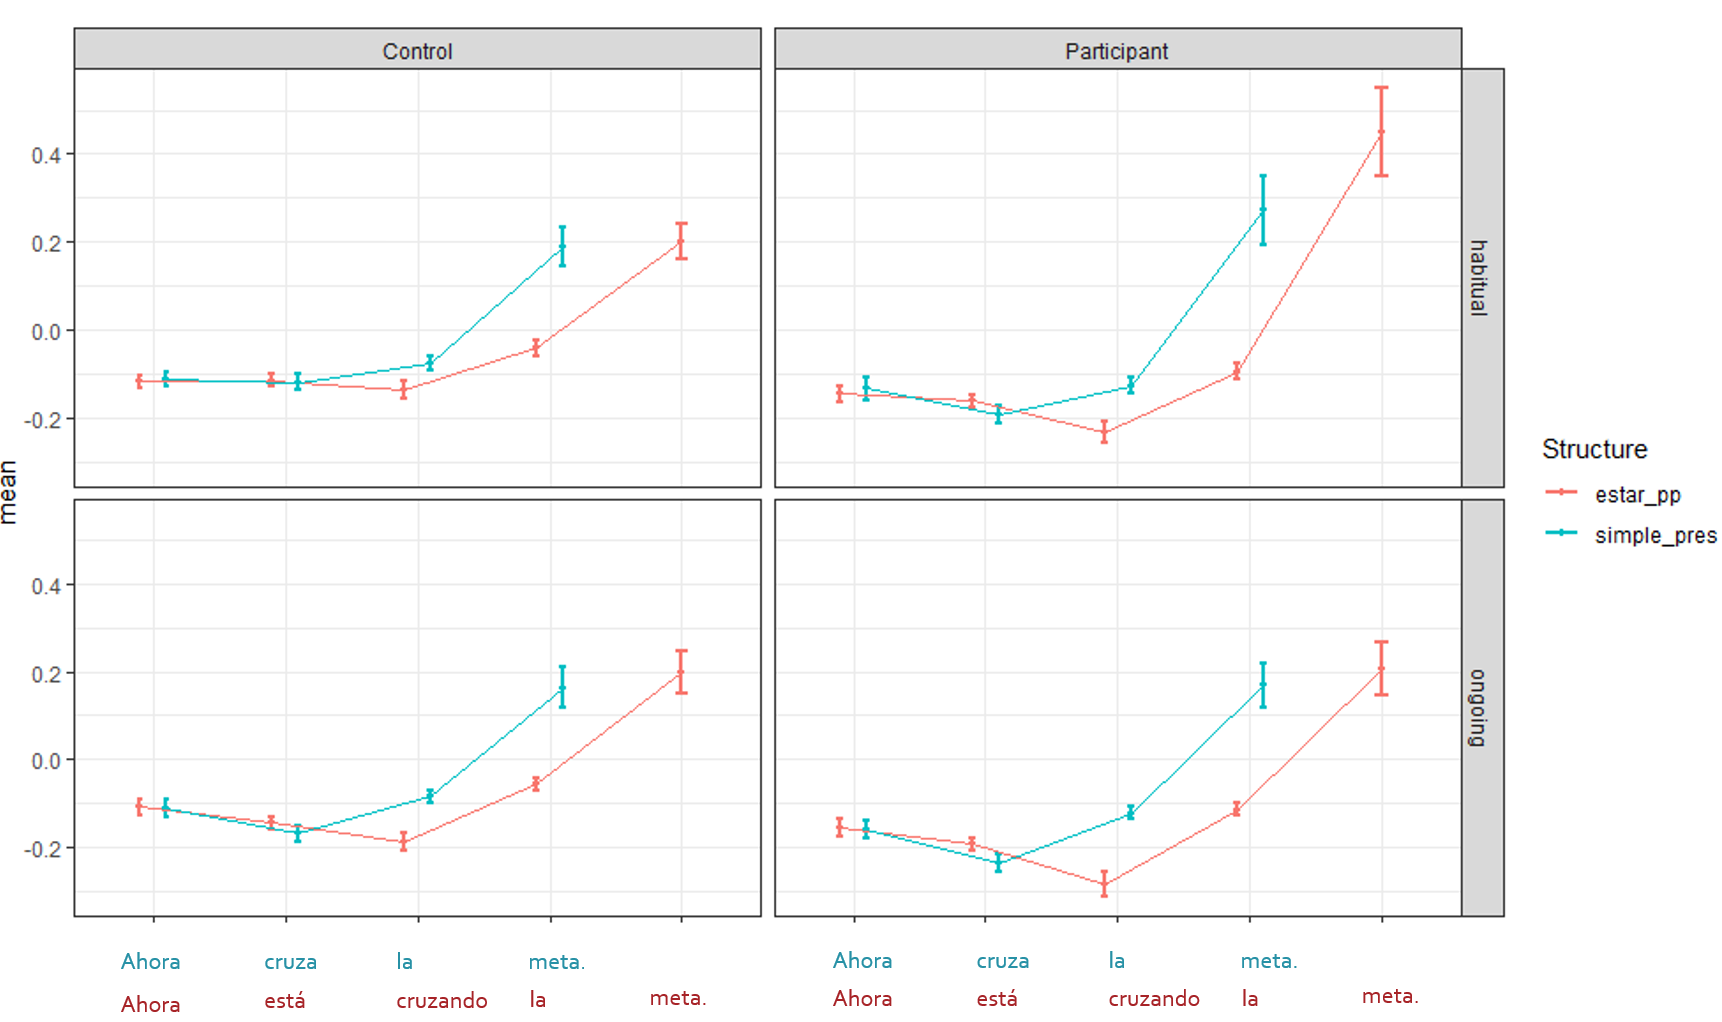 Control Participant
0.4
0.2
0.0
-0.2
habitual
mean
0.4
0.2
0.0
-0.2
ongoing
Structure
estar_pp
simple_pres
Ahora cruza la meta. Ahora cruza la meta.
Ahora está cruzando la meta. Ahora está cruzando la meta.